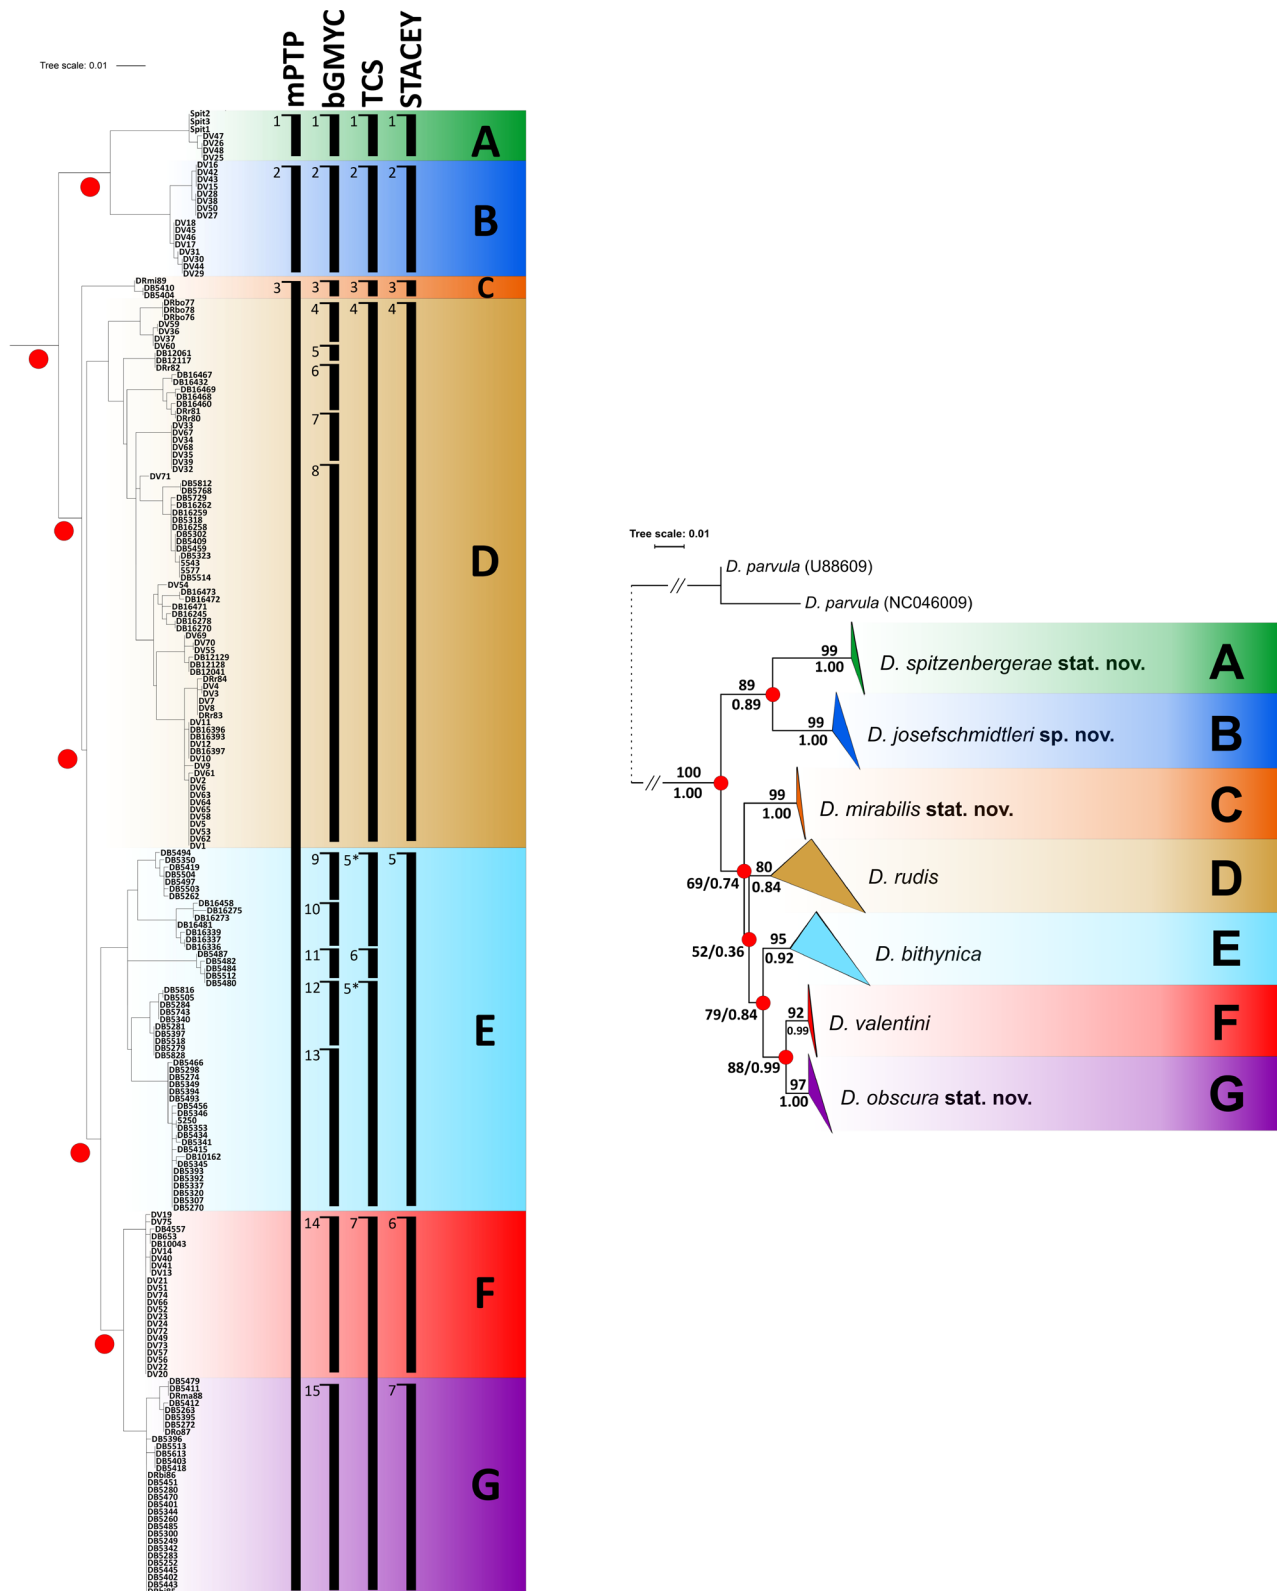 mPTP
bGMYC
TCS
STACEY
Tree scale: 0.01
1 1 1 1
A
Spit2
Spit3
Spit1
DV47
DV26
DV48
DV25
2 2 2 2
B
DV16
DV42
DV43
DV15
DV28
DV38
DV50
DV27
DV18
DV45
DV46
DV17
DV31
DV30
DV44
DV29
3 3 3 3
C
DRmi89
DB5410
DB5404
4 4 4
5
6
7
8
D
DRbo77
DRbo78
DRbo76
DV59
DV36
DV37
DV60
DB12061
DB12117
DRr82
DB16467
DB16432
DB16469
DB16468
DB16460
DRr81
DRr80
DV33
DV67
DV34
DV68
DV35
DV39
DV32
DV71
DB5812
DB5768
DB5729
DB16262
DB16259
DB5318
DB16258
DB5302
DB5409
DB5459
DB5323
5543
5577
DB5514
DV54
DB16473
DB16472
DB16471
DB16245
DB16278
DB16270
DV69
DV70
DV55
DB12129
DB12128
DB12041
DRr84
DV4
DV3
DV7
DV8
DRr83
DV11
DB16396
DB16393
DV12
DB16397
DV10
DV9
DV61
DV2
DV6
DV63
DV64
DV65
DV58
DV5
DV53
DV62
DV1
9 5* 5
10
11 6
12 5*
13
E
DB5494
DB5350
DB5419
DB5504
DB5497
DB5503
DB5262
DB16458
DB16275
DB16273
DB16481
DB16339
DB16337
DB16336
DB5487
DB5482
DB5484
DB5512
DB5480
DB5816
DB5505
DB5284
DB5743
DB5340
DB5281
DB5397
DB5518
DB5279
DB5828
DB5466
DB5298
DB5274
DB5349
DB5394
DB5493
DB5456
DB5346
5250
DB5353
DB5434
DB5341
DB5415
DB10162
DB5345
DB5393
DB5392
DB5337
DB5320
DB5307
DB5270
14 7 6
F
DV19
DV75
DB4557
DB653
DB10043
DV14
DV40
DV41
DV13
DV21
DV51
DV74
DV66
DV52
DV23
DV24
DV72
DV49
DV73
DV57
DV56
DV22
DV20
15 7
G
DB5479
DB5411
DRma88
DB5412
DB5263
DB5395
DB5272
DRo87
DB5396
DB5513
DB5613
DB5403
DB5418
DRbi86
DB5451
DB5280
DB5470
DB5401
DB5344
DB5260
DB5485
DB5300
DB5249
DB5342
DB5283
DB5252
DB5445
DB5402
DB5443
Tree scale: 0.01
D. parvula (U88609)
D. parvula (NC046009)
99
1.00
D. spitzenbergerae stat. nov.
A
89
0.89
99
1.00
D. josefschmidtleri sp. nov.
B
100
1.00
99
1.00
D. mirabilis stat. nov.
C
69/0.74
80
0.84
D. rudis
D
52/0.36
95
0.92
D. bithynica
E
79/0.84
92
0.99
D. valentini
F
88/0.99
97
1.00
D. obscura stat. nov.
G